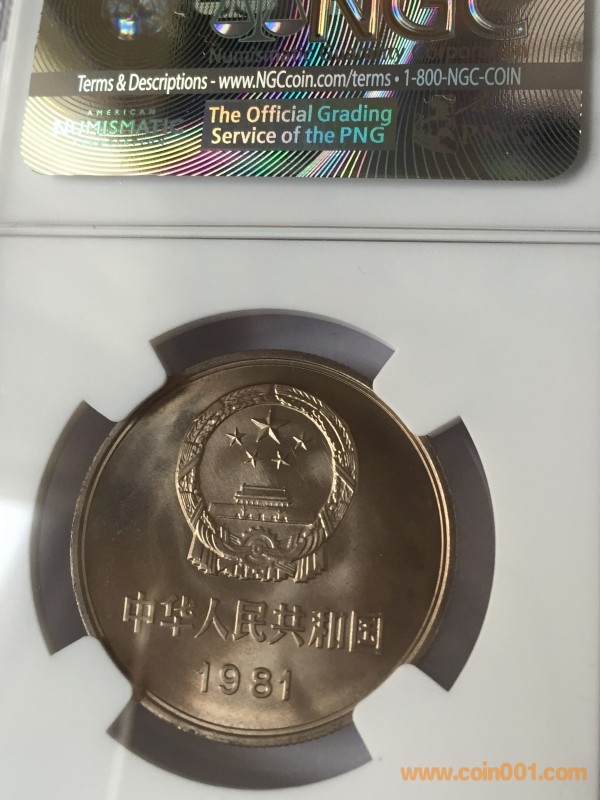 NGC
Terms & Descriptions - www.NGCcoin.com/terms • 1-800-NGC-COIN
AMERICAN
NUMISMATIC
The Official Grading
Service of the PNG
中华人民共和国
1981
www.coin001.com